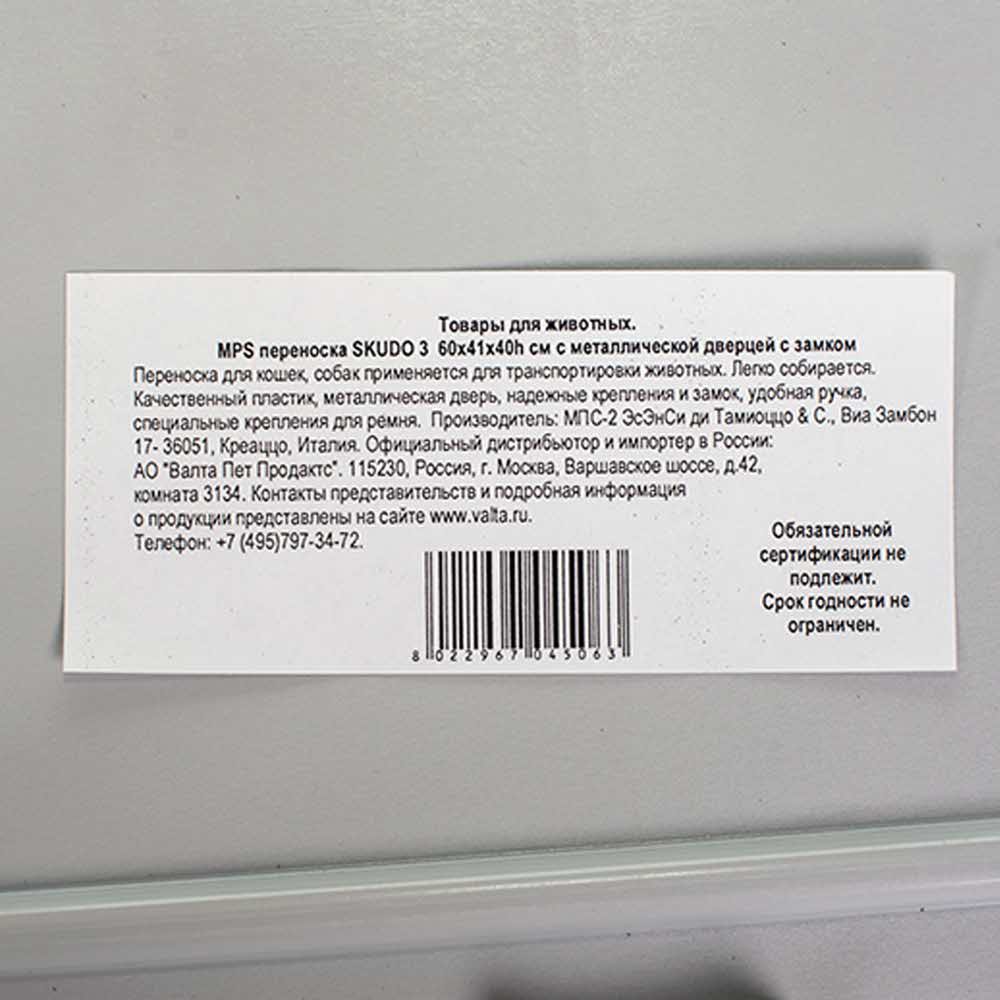 Товары для животных.
MPS переноска SKUDO 3 60x41x40h см с металлической дверцей с замком
Переноска для кошек, собак применяется для транспортировки животных. Легко собирается.
Качественный пластик, металлическая дверь, надежные крепления и замок, удобная ручка,
специальные крепления для ремня. Производитель: МПС-2 ЭсЭнСи ди Тамиоццо & С., Виа Замбон
17- 36051, Креаццо, Италия. Официальный дистрибьютор и импортер в России:
АО "Валта Пет Продактс". 115230, Россия, г. Москва, Варшавское шоссе, д.42,
комната 3134. Контакты представительств и подробная информация
о продукции представлены на сайте www.valta.ru.
Телефон: +7 (495)797-34-72.
Обязательной
сертификации не
подлежит.
Срок годности не
ограничен.
8 022967 045063